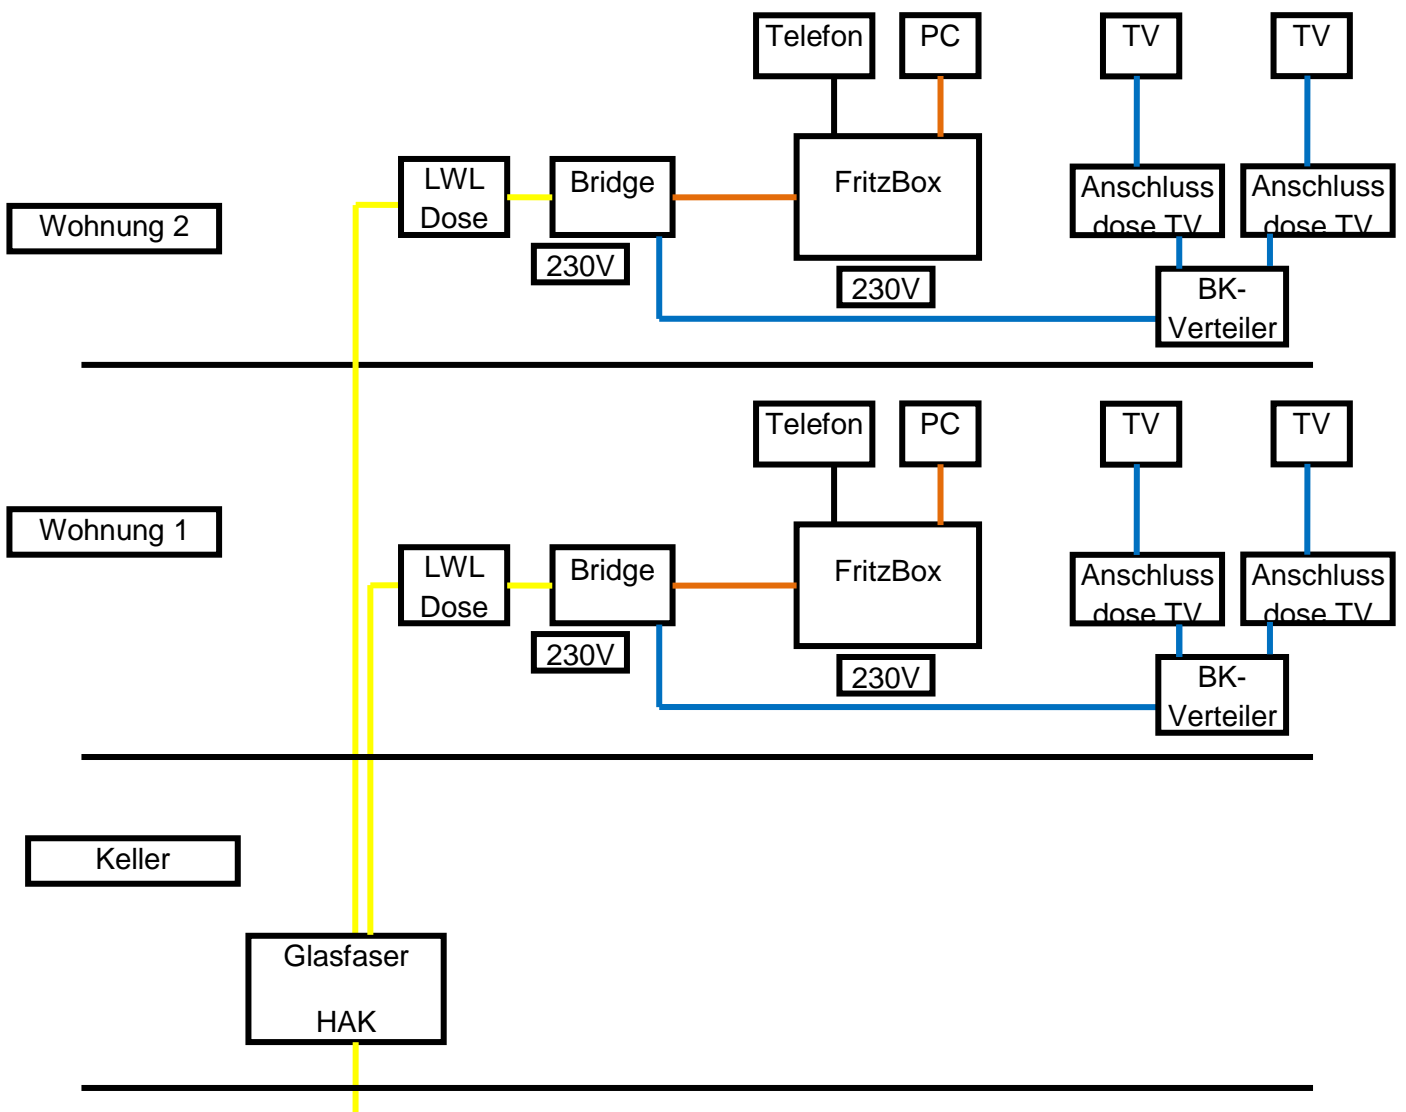 Telefon
PC
TV
TV
LWL
Dose
Bridge
FritzBox
Anschluss
dose TV
Anschluss
dose TV
Wohnung 2
230V
230V
BK-
Verteiler
Telefon
PC
TV
TV
Wohnung 1
LWL
Dose
Bridge
FritzBox
Anschluss
dose TV
Anschluss
dose TV
230V
230V
BK-
Verteiler
Keller
Glasfaser
HAK